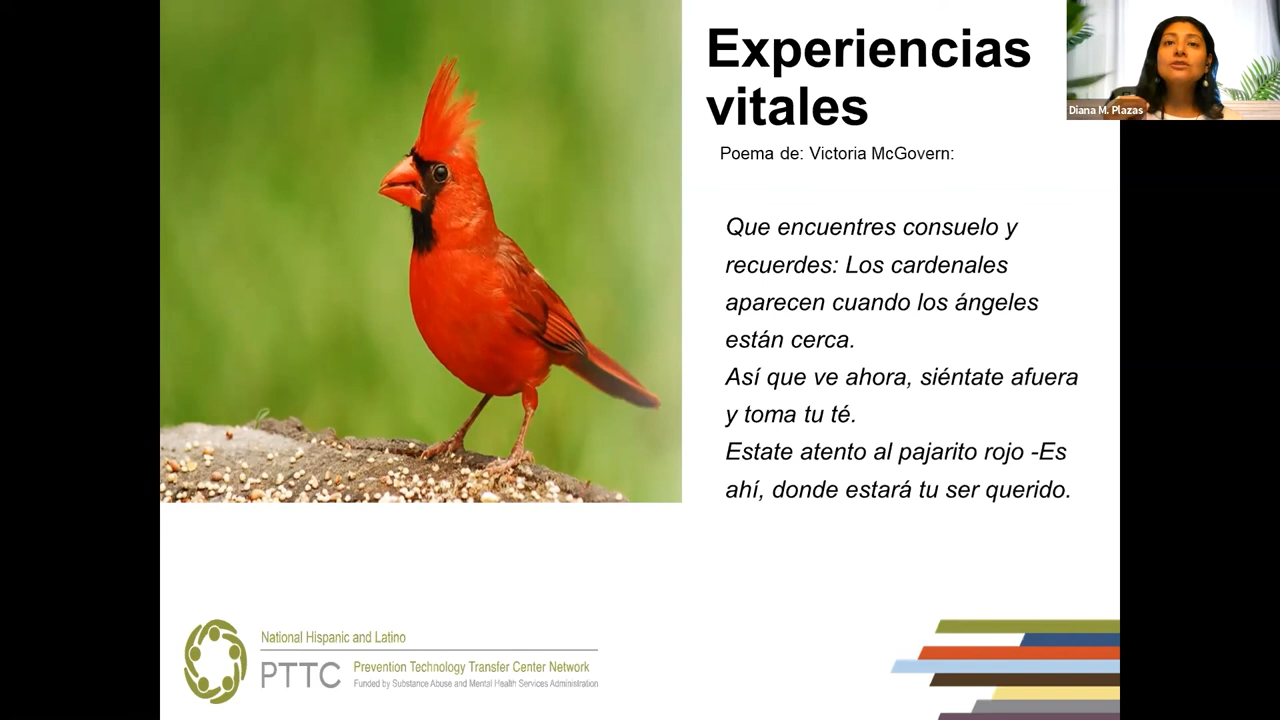 Experiencias
vitales
Diana M. Plazas
Poema de: Victoria McGovern:
Que encuentres consuelo y
recuerdes: Los cardenales
aparecen cuando los ángeles
están cerca.
Así que ve ahora, siéntate afuera
y toma tu té.
Estate atento al pajarito rojo -Es
ahí, donde estará tu ser querido.
National Hispanic and Latino
PTTC
Prevention Technology Transfer Center Network
Funded by Substance Abuse and Mental Health Services Administration